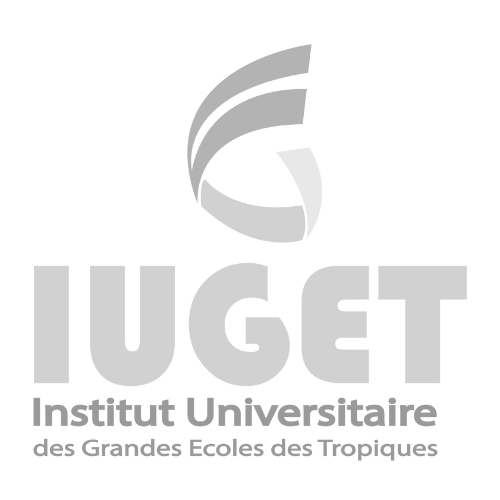 IUGET
Institut Universitaire
des Grandes Ecoles des Tropiques